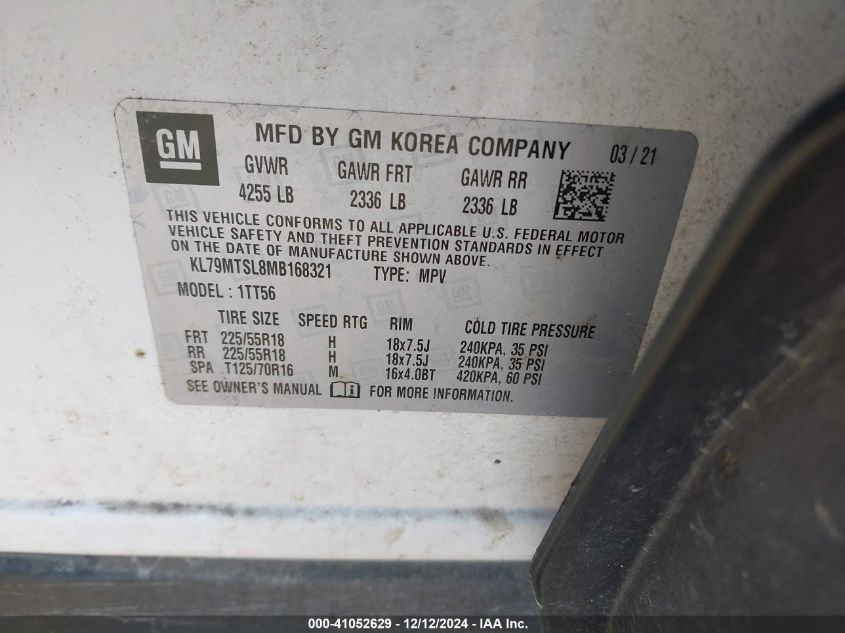 GM
MFD BY GM KOREA COMPANY 03/21
GVWR GAWR FRT GAWR RR
4255 LB 2336 LB 2336 LB
THIS VEHICLE CONFORMS TO ALL APPLICABLE U.S. FEDERAL MOTOR
VEHICLE SAFETY AND THEFT PREVENTION STANDARDS IN EFFECT
ON THE DATE OF MANUFACTURE SHOWN ABOVE.
KL79MTSL8MB168321 TYPE: MPV
MODEL : 1TT56
TIRE SIZE SPEED RTG RIM COLD TIRE PRESSURE
FRT 225/55R18 H 18x7.5J 240KPA, 35 PSI
RR 225/55R18 H 18x7.5J 240KPA, 35 PSI
SPA T125/70R16 M 16x4.0BT 420KPA, 60 PSI
SEE OWNER'S MANUAL FOR MORE INFORMATION.
000-41052629 - 12/12/2024 - IAA Inc.